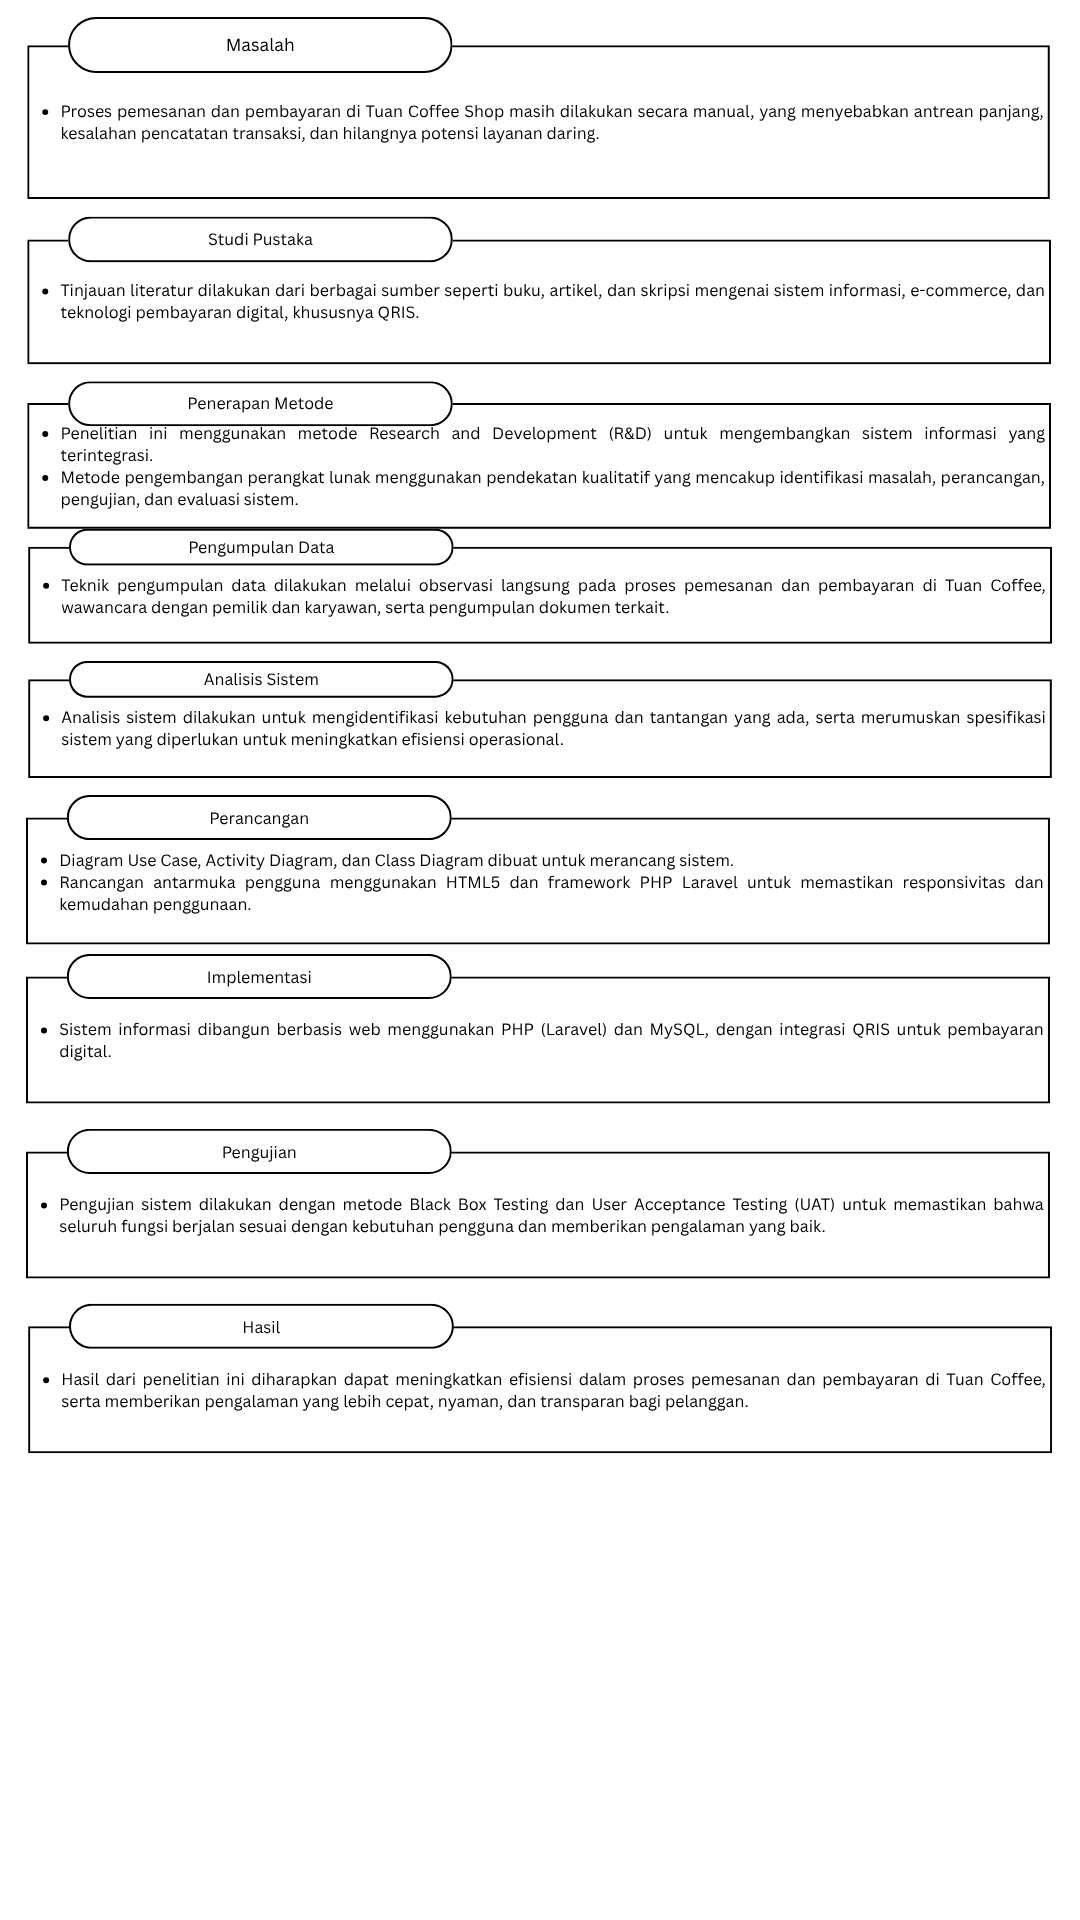 Masalah
• Proses pemesanan dan pembayaran di Tuan Coffee Shop masih dilakukan secara manual, yang menyebabkan antrean panjang,
kesalahan pencatatan transaksi, dan hilangnya potensi layanan daring.
Studi Pustaka
• Tinjauan literatur dilakukan dari berbagai sumber seperti buku, artikel, dan skripsi mengenai sistem informasi, e-commerce, dan
teknologi pembayaran digital, khususnya QRIS.
Penerapan Metode
• Penelitian ini menggunakan metode Research and Development (R&D) untuk mengembangkan sistem informasi yang
terintegrasi.
• Metode pengembangan perangkat lunak menggunakan pendekatan kualitatif yang mencakup identifikasi masalah, perancangan,
pengujian, dan evaluasi sistem.
Pengumpulan Data
• Teknik pengumpulan data dilakukan melalui observasi langsung pada proses pemesanan dan pembayaran di Tuan Coffee,
wawancara dengan pemilik dan karyawan, serta pengumpulan dokumen terkait.
Analisis Sistem
• Analisis sistem dilakukan untuk mengidentifikasi kebutuhan pengguna dan tantangan yang ada, serta merumuskan spesifikasi
sistem yang diperlukan untuk meningkatkan efisiensi operasional.
Perancangan
• Diagram Use Case, Activity Diagram, dan Class Diagram dibuat untuk merancang sistem.
• Rancangan antarmuka pengguna menggunakan HTML5 dan framework PHP Laravel untuk memastikan responsivitas dan
kemudahan penggunaan.
Implementasi
• Sistem informasi dibangun berbasis web menggunakan PHP (Laravel) dan MySQL, dengan integrasi QRIS untuk pembayaran
digital.
Pengujian
• Pengujian sistem dilakukan dengan metode Black Box Testing dan User Acceptance Testing (UAT) untuk memastikan bahwa
seluruh fungsi berjalan sesuai dengan kebutuhan pengguna dan memberikan pengalaman yang baik.
Hasil
• Hasil dari penelitian ini diharapkan dapat meningkatkan efisiensi dalam proses pemesanan dan pembayaran di Tuan Coffee,
serta memberikan pengalaman yang lebih cepat, nyaman, dan transparan bagi pelanggan.